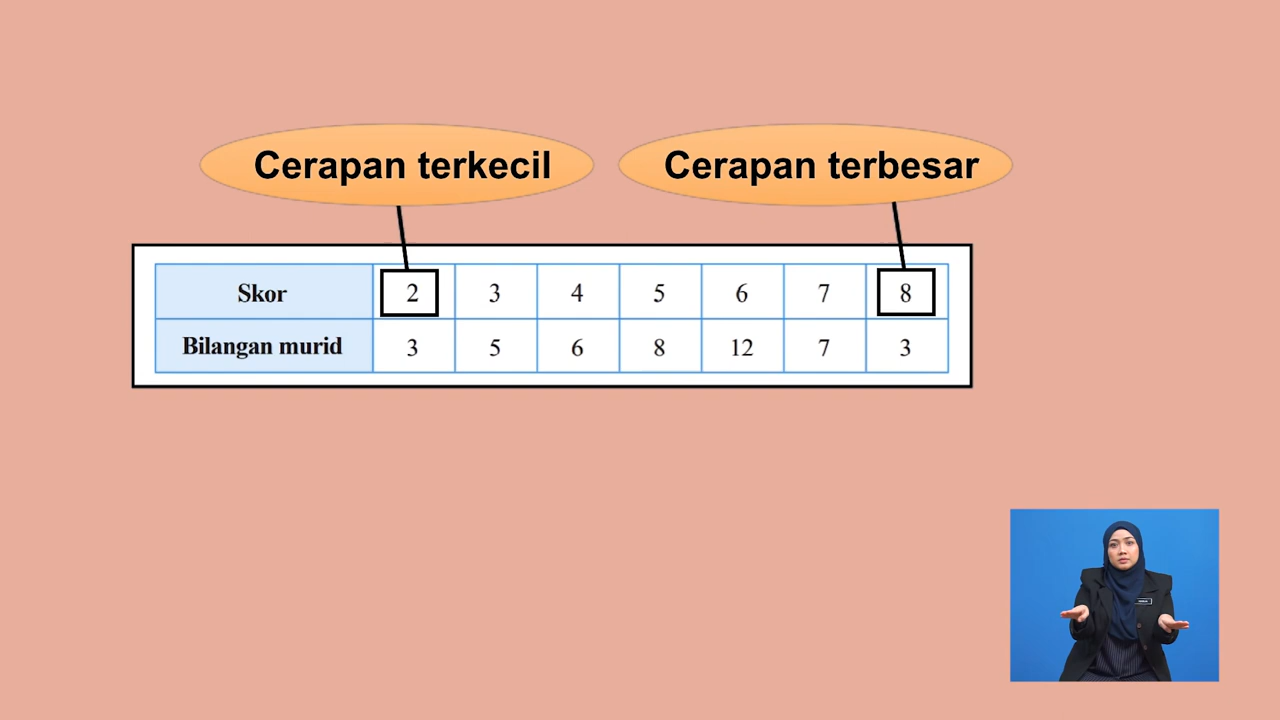 Cerapan terkecil
Cerapan terbesar
Skor 2 3 4 5 6 7 8
Bilangan murid 3 5 6 8 12 7 3